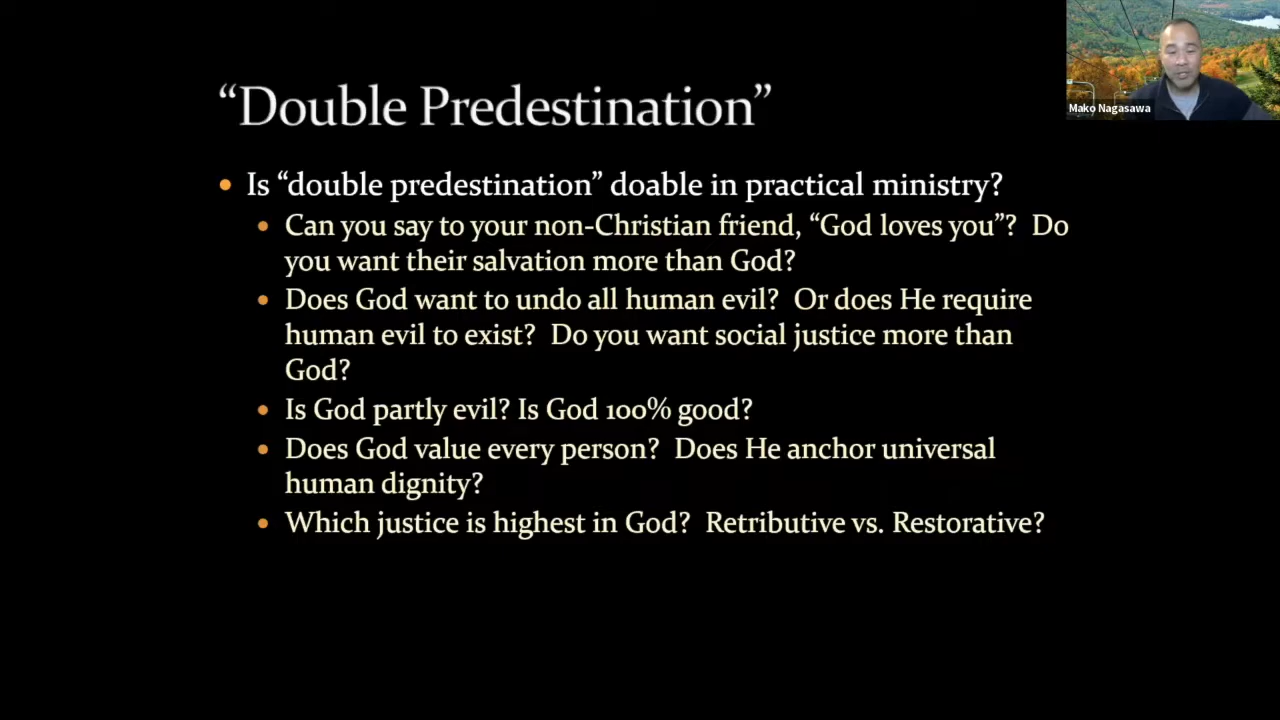 “Double Predestination”
Mako Nagasawa
Is “double predestination” doable in practical ministry?
Can you say to your non-Christian friend, “God loves you”?  Do
you want their salvation more than God?
Does God want to undo all human evil?  Or does He require
human evil to exist?  Do you want social justice more than
God?
Is God partly evil? Is God 100% good?
Does God value every person?  Does He anchor universal
human dignity?
Which justice is highest in God?  Retributive vs. Restorative?